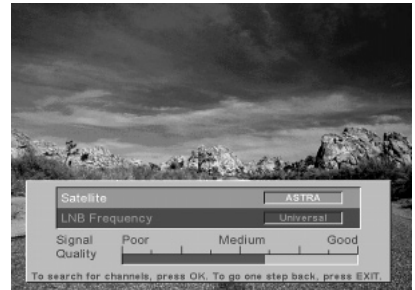 Satellite ASTRA
LNB Frequency Universal
Signal Quality Poor Medium Good
To search for channels, press OK. To go one step back, press EXIT.